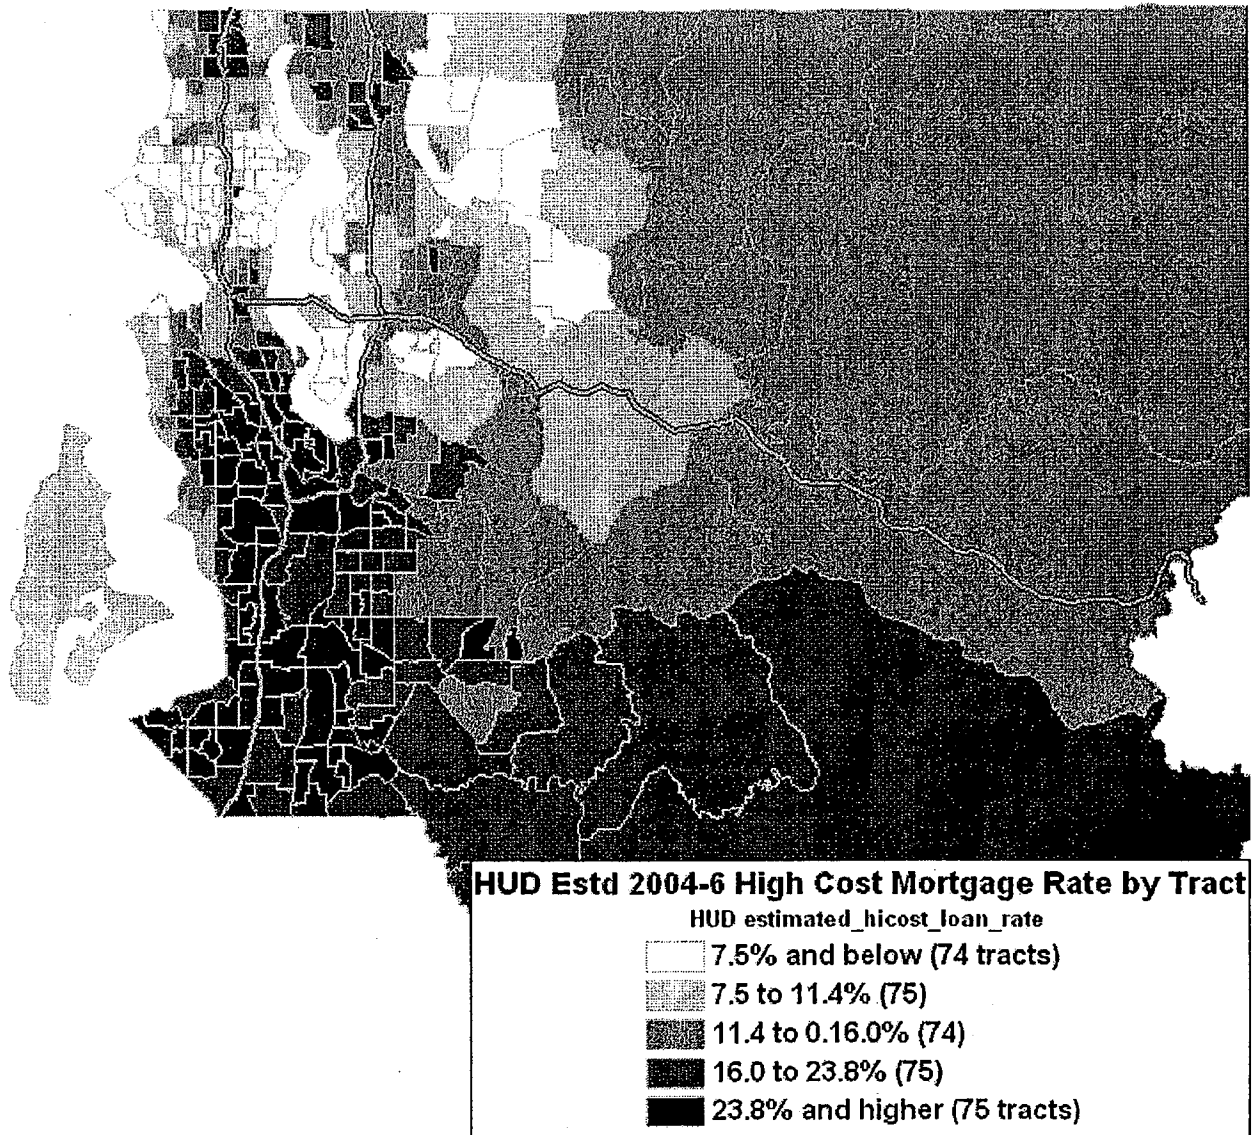 HUD Estd 2004-6 High Cost Mortgage Rate by Tract
HUD estimated_hicost_loan_rate
7.5% and below (74 tracts)
7.5 to 11.4% (75)
11.4 to 0.16.0% (74)
16.0 to 23.8% (75)
23.8% and higher (75 tracts)